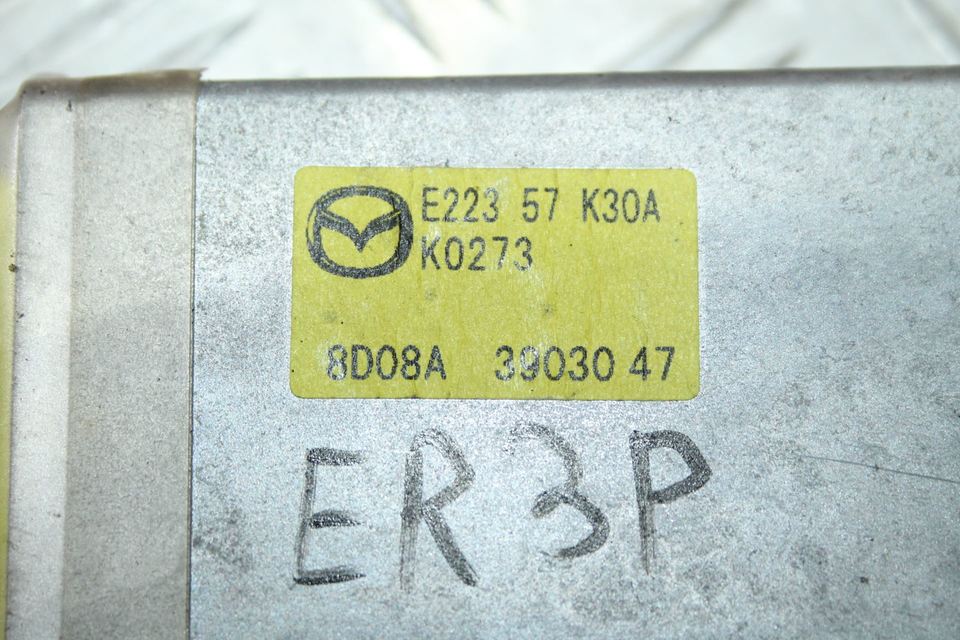 E223 57 K30A
K0273
8D08A 39030 47
ER3P